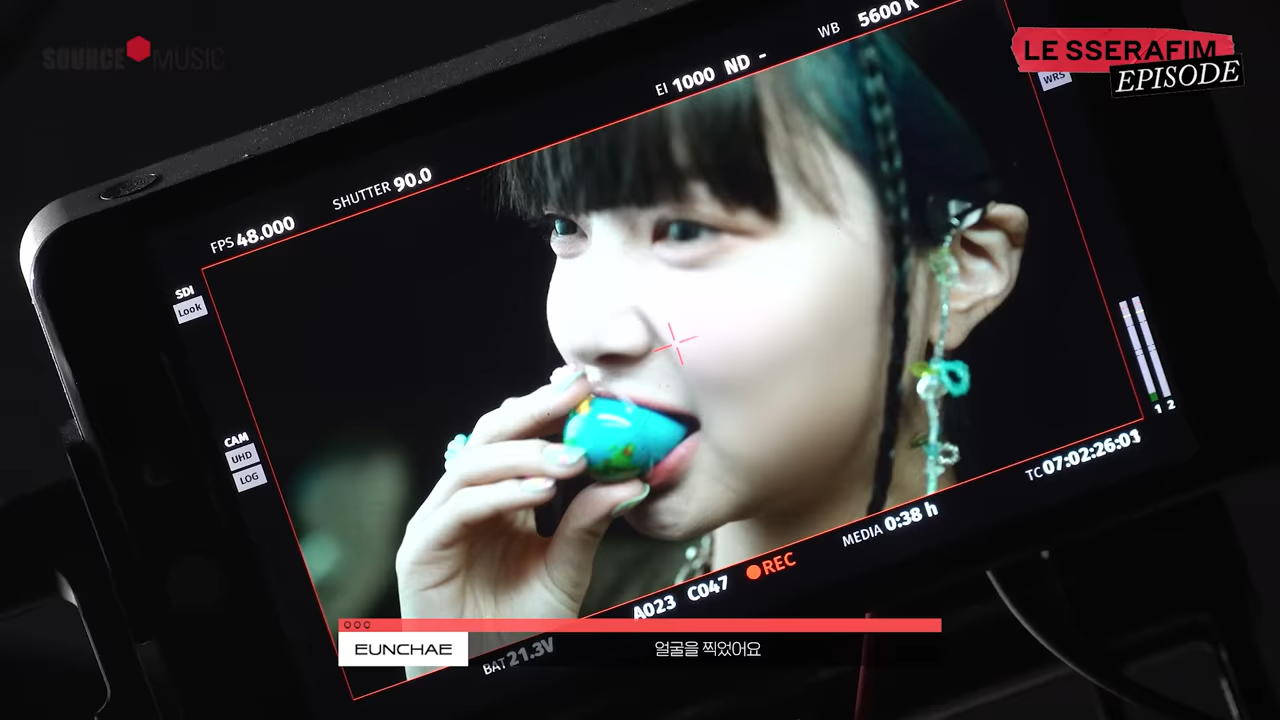 SOURCE MUSIC
LE SSERAFIM
EPISODE
WB 5600 K
EI 1000 ND -
WRS
SHUTTER 90.0
FPS 48.000
SDI
Look
CAM
UHD
LOG
1 2
TC 07:02:26:03
MEDIA 0:38 h
REC
A023 C047
BAT 21.3V
EUNCHAE
얼굴을 찍었어요